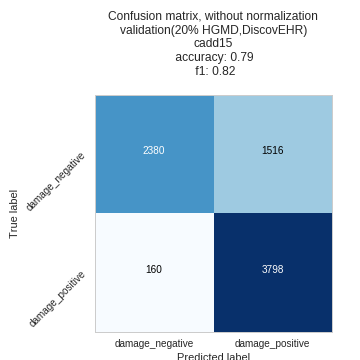 Confusion matrix, without normalization
validation(20% HGMD,DiscovEHR)
cadd15
accuracy: 0.79
f1: 0.82
True label
damage_negative
2380
1516
damage_positive
160
3798
damage_negative
damage_positive
Predicted label